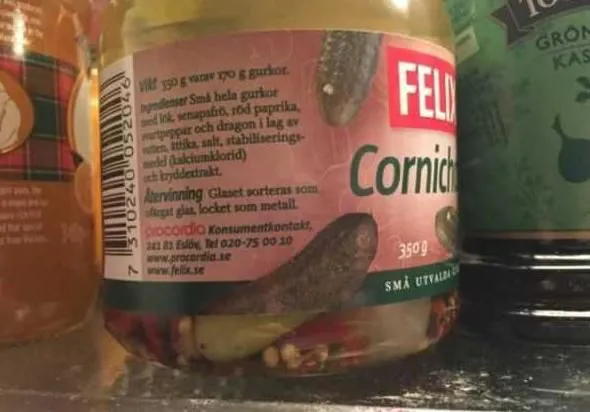 Vikt 350 g varav 170 g gurkor.
Ingredienser Små hela gurkor
med lök, senapsfrö, röd paprika,
svartpeppar och dragon i lag av
vatten, ättika, salt, stabiliserings-
medel (kalciumklorid)
och kryddextrakt.
Återvinning Glaset sorteras som
ofärgat glas, locket som metall.
procordia Konsumentkontakt,
241 81 Eslöv, Tel 020-75 00 10
www.procordia.se
www.felix.se
7 310240 052046
FELIX
Cornich
350 g
SMÅ UTVALDA
GRÖN
KAS